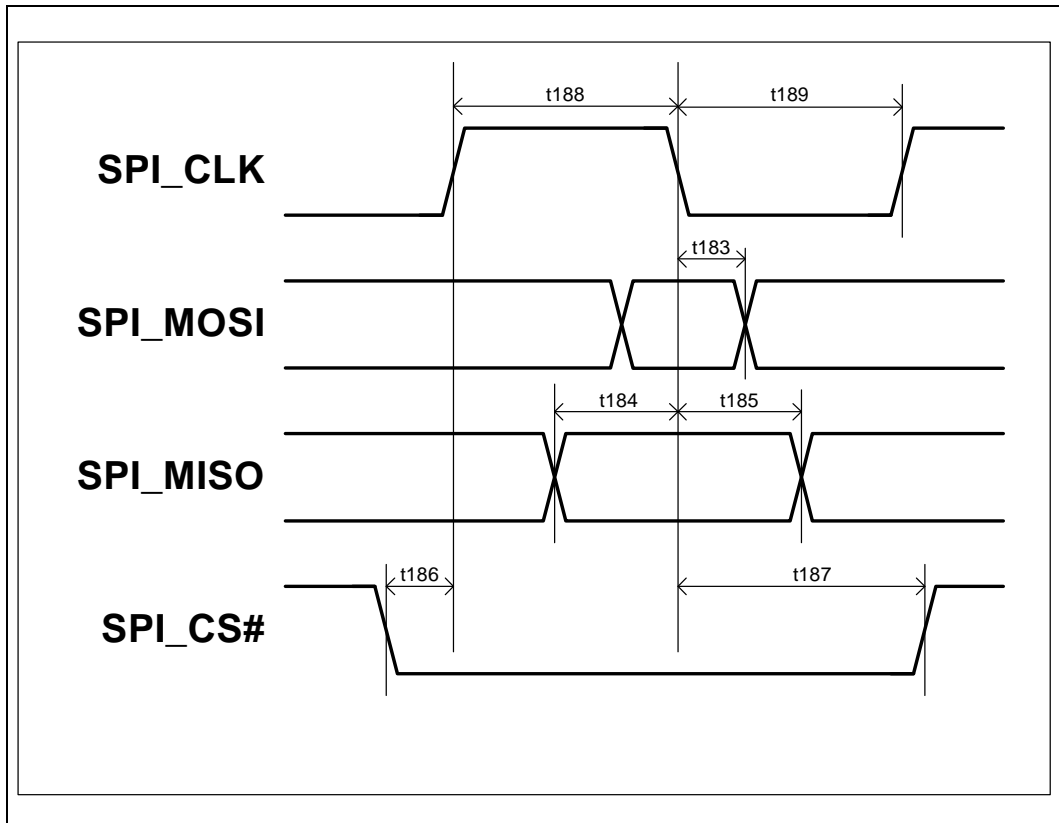 t188
t189
SPI_CLK
t183
SPI_MOSI
t184
t185
SPI_MISO
t186
t187
SPI_CS#